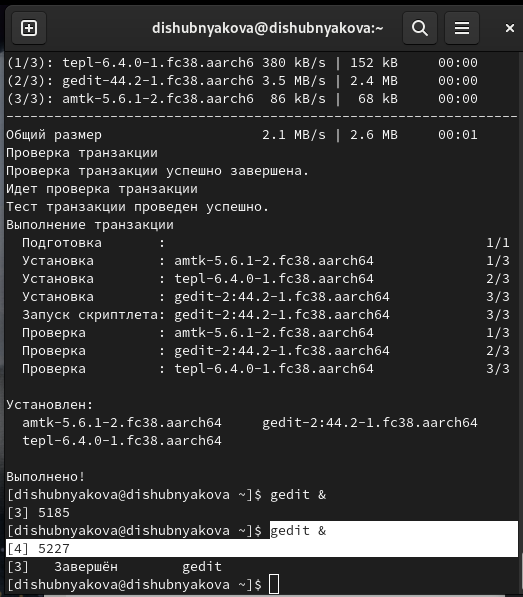 dishubnyakova@dishubnyakova:~
(1/3): tepl-6.4.0-1.fc38.aarch6 380 kB/s | 152 kB     00:00
(2/3): gedit-44.2-1.fc38.aarch6 3.5 MB/s | 2.4 MB     00:00
(3/3): amtk-5.6.1-2.fc38.aarch6  86 kB/s |  68 kB     00:00
----------------------------------------------------------------
Общий размер                    2.1 MB/s | 2.6 MB     00:01
Проверка транзакции
Проверка транзакции успешно завершена.
Идет проверка транзакции
Тест транзакции проведен успешно.
Выполнение транзакции
  Подготовка       :                                        1/1
  Установка        : amtk-5.6.1-2.fc38.aarch64              1/3
  Установка        : tepl-6.4.0-1.fc38.aarch64              2/3
  Установка        : gedit-2:44.2-1.fc38.aarch64            3/3
  Запуск скриптлета: gedit-2:44.2-1.fc38.aarch64            3/3
  Проверка         : amtk-5.6.1-2.fc38.aarch64              1/3
  Проверка         : gedit-2:44.2-1.fc38.aarch64            2/3
  Проверка         : tepl-6.4.0-1.fc38.aarch64              3/3
Установлен:
  amtk-5.6.1-2.fc38.aarch64     gedit-2:44.2-1.fc38.aarch64
  tepl-6.4.0-1.fc38.aarch64
Выполнено!
[dishubnyakova@dishubnyakova ~]$ gedit &
[3] 5185
[dishubnyakova@dishubnyakova ~]$ gedit &
[4] 5227
[3]   Завершён        gedit
[dishubnyakova@dishubnyakova ~]$